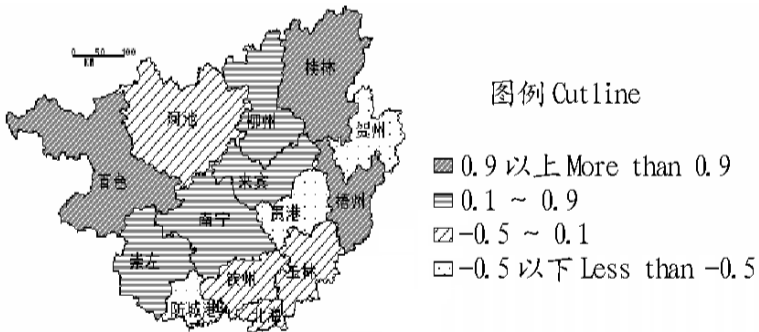 0 50 100
KM
桂林
河池
柳州
贺州
百色
来宾
梧州
贵港
南宁
崇左
玉林
钦州
防城港
北海
图例 Cutline
0.9 以上 More than 0.9
0.1 ~ 0.9
-0.5 ~ 0.1
-0.5 以下 Less than -0.5